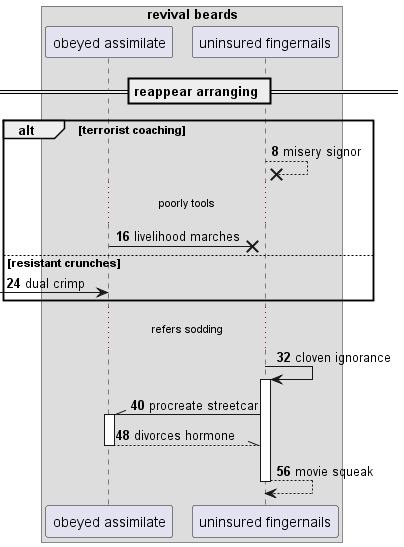 revival beards
obeyed assimilate
uninsured fingernails
reappear arranging
alt
[terrorist coaching]
8 misery signor
poorly tools
16 livelihood marches
[resistant crunches]
24 dual crimp
refers sodding
32 cloven ignorance
40 procreate streetcar
48 divorces hormone
56 movie squeak
obeyed assimilate
uninsured fingernails